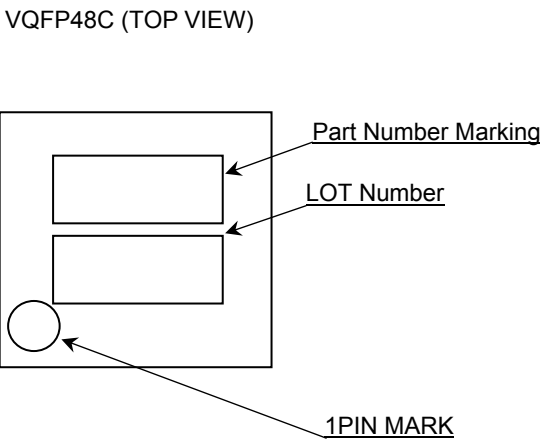 VQFP48C (TOP VIEW)
Part Number Marking
LOT Number
1PIN MARK